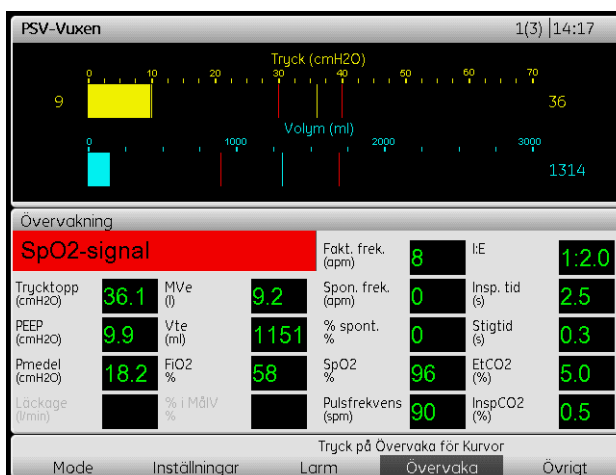 PSV-Vuxen 1(3) |14:17
Tryck (cmH2O)
0 10 20 30 40 50 60 70
9 36
Volym (ml)
0 1000 2000 3000
1314
Övervakning
SpO2-signal
Fakt. frek. (apm) 8 I:E 1:2.0
Trycktopp (cmH2O) 36.1 MVe (l) 9.2 Spon. frek. (apm) 0 Insp. tid (s) 2.5
PEEP (cmH2O) 9.9 Vte (ml) 1151 % spont. % 0 Stigtid (s) 0.3
Pmedel (cmH2O) 18.2 FiO2 % 58 SpO2 % 96 EtCO2 (%) 5.0
Läckage (l/min) % i MålV % Pulsfrekvens (spm) 90 InspCO2 (%) 0.5
Tryck på Övervaka för Kurvor
Mode Inställningar Larm Övervaka Övrigt